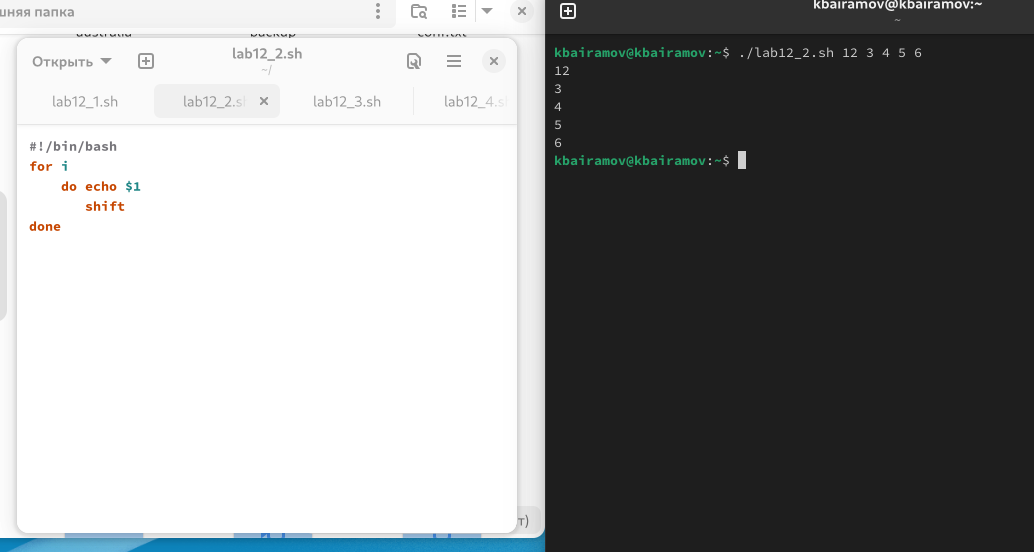 шняя папка
australia
backup
conf.txt
Открыть
lab12_2.sh
~/
lab12_1.sh
lab12_2.sh
lab12_3.sh
lab12_4.sh
#!/bin/bash
for i
do echo $1
shift
done
т)
kbairamov@kbairamov:~
~
kbairamov@kbairamov:~$ ./lab12_2.sh 12 3 4 5 6
12
3
4
5
6
kbairamov@kbairamov:~$